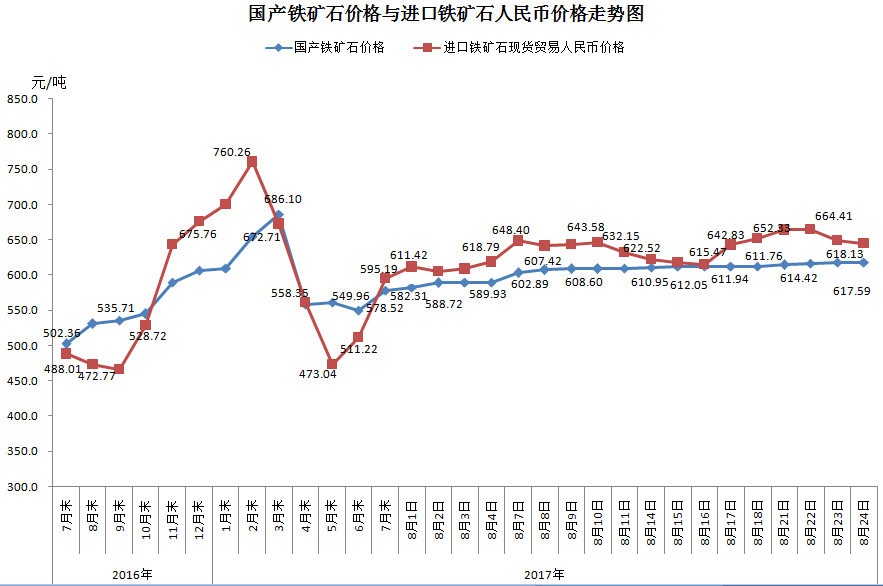 国产铁矿石价格与进口铁矿石人民币价格走势图
国产铁矿石价格 进口铁矿石现货贸易人民币价格
元/吨
850.0
800.0
750.0
700.0
650.0
600.0
550.0
500.0
450.0
400.0
350.0
300.0
502.36
488.01
472.77
535.71
528.72
675.76
760.26
672.71
686.10
558.36
473.04
549.96
511.22
595.19
578.52
611.42
582.31
588.72
618.79
589.93
648.40
602.89
607.42
643.58
608.60
632.15
622.52
610.95
612.05
615.47
642.83
611.94
652.33
611.76
614.42
664.41
618.13
617.59
7月末
8月末
9月末
10月末
11月末
12月末
1月末
2月末
3月末
4月末
5月末
6月末
7月末
8月1日
8月2日
8月3日
8月4日
8月7日
8月8日
8月9日
8月10日
8月11日
8月14日
8月15日
8月16日
8月17日
8月18日
8月21日
8月22日
8月23日
8月24日
2016年 2017年